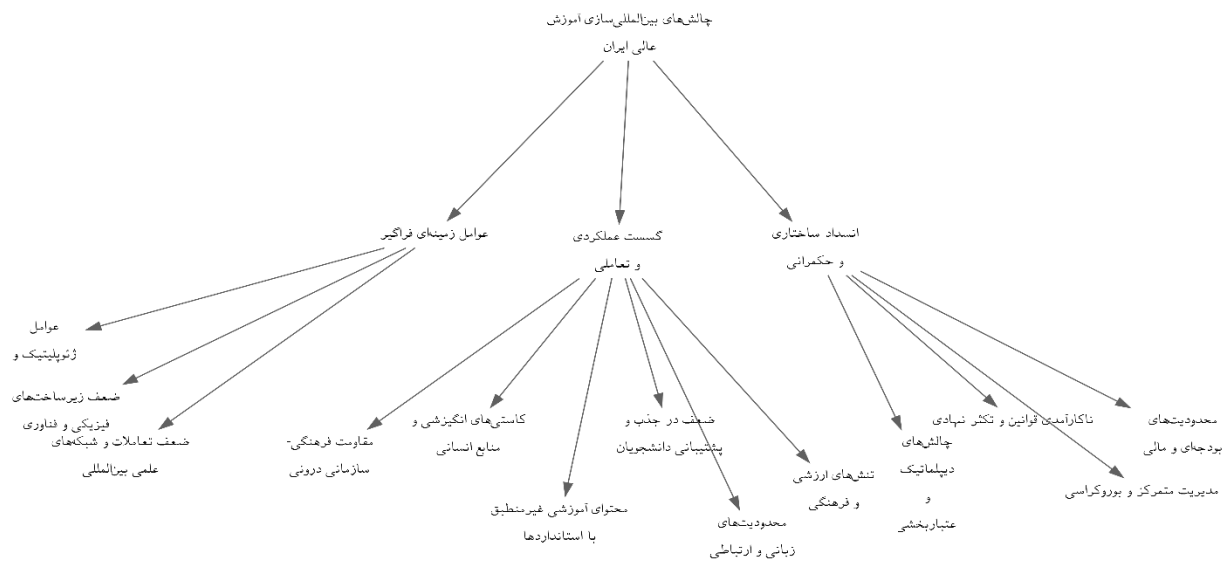 چالش‌های بین‌المللی‌سازی آموزش
عالی ایران
انسداد ساختاری
و حکمرانی
گسست عملکردی
و تعاملی
عوامل زمینه‌ای فراگیر
محدودیت‌های
بودجه‌ای و مالی
مدیریت متمرکز و بوروکراسی
ناکارآمدی قوانین و تکثر نهادی
چالش‌های
دیپلماتیک
و
عتباربخشی
تنش‌های ارزشی
و فرهنگی
محدودیت‌های
زبانی و ارتباطی
ضعف در جذب و
پشتیبانی دانشجویان
محتوای آموزشی غیرمنطبق
با استانداردها
کاستی‌های انگیزشی و
منابع انسانی
مقاومت فرهنگی-
سازمانی درونی
ضعف تعاملات و شبکه‌های
علمی بین‌المللی
ضعف زیرساخت‌های
فیزیکی و فناوری
عوامل
ژئوپلیتیک و